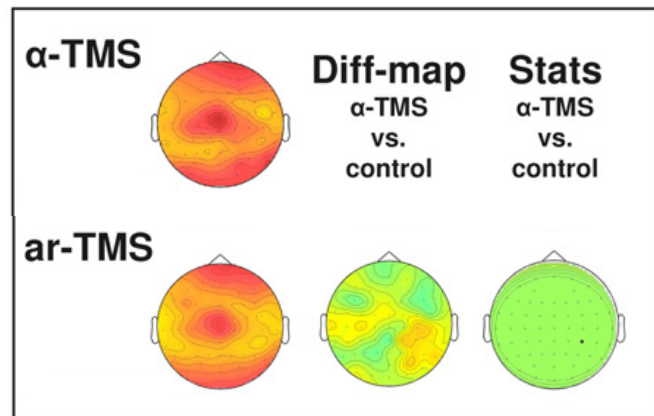 α-TMS
Diff-map
α-TMS
vs.
control
Stats
α-TMS
vs.
control
ar-TMS